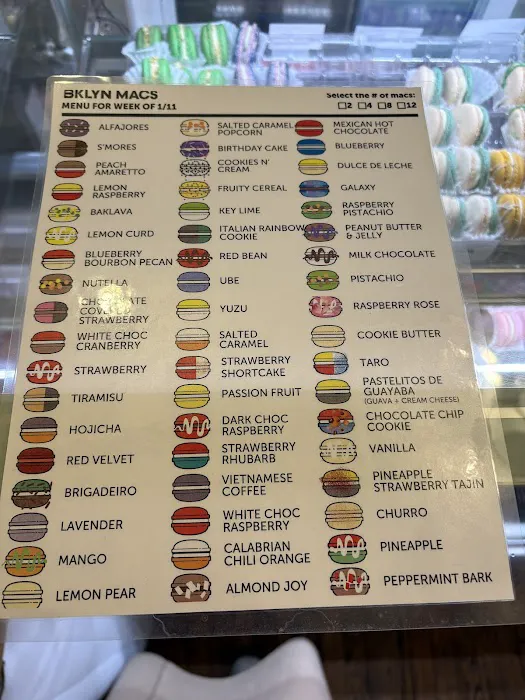 BKLYN MACS
MENU FOR WEEK OF 1/11
Select the # of macs:
☐2 ☐4 ☐8 ☐12
ALFAJORES
S'MORES
PEACH
AMARETTO
LEMON
RASPBERRY
BAKLAVA
LEMON CURD
BLUEBERRY
BOURBON PECAN
NUTELLA
CHOCOLATE
COVERED
STRAWBERRY
WHITE CHOC
CRANBERRY
STRAWBERRY
TIRAMISU
HOJICHA
RED VELVET
BRIGADEIRO
LAVENDER
MANGO
LEMON PEAR
SALTED CARAMEL
POPCORN
BIRTHDAY CAKE
COOKIES N'
CREAM
FRUITY CEREAL
KEY LIME
ITALIAN RAINBOW
COOKIE
RED BEAN
UBE
YUZU
SALTED
CARAMEL
STRAWBERRY
SHORTCAKE
PASSION FRUIT
DARK CHOC
RASPBERRY
STRAWBERRY
RHUBARB
VIETNAMESE
COFFEE
WHITE CHOC
RASPBERRY
CALABRIAN
CHILI ORANGE
ALMOND JOY
MEXICAN HOT
CHOCOLATE
BLUEBERRY
DULCE DE LECHE
GALAXY
RASPBERRY
PISTACHIO
PEANUT BUTTER
& JELLY
MILK CHOCOLATE
PISTACHIO
RASPBERRY ROSE
COOKIE BUTTER
TARO
PASTELITOS DE
GUAYABA
(GUAVA + CREAM CHEESE)
CHOCOLATE CHIP
COOKIE
VANILLA
PINEAPPLE
STRAWBERRY TAJIN
CHURRO
PINEAPPLE
PEPPERMINT BARK